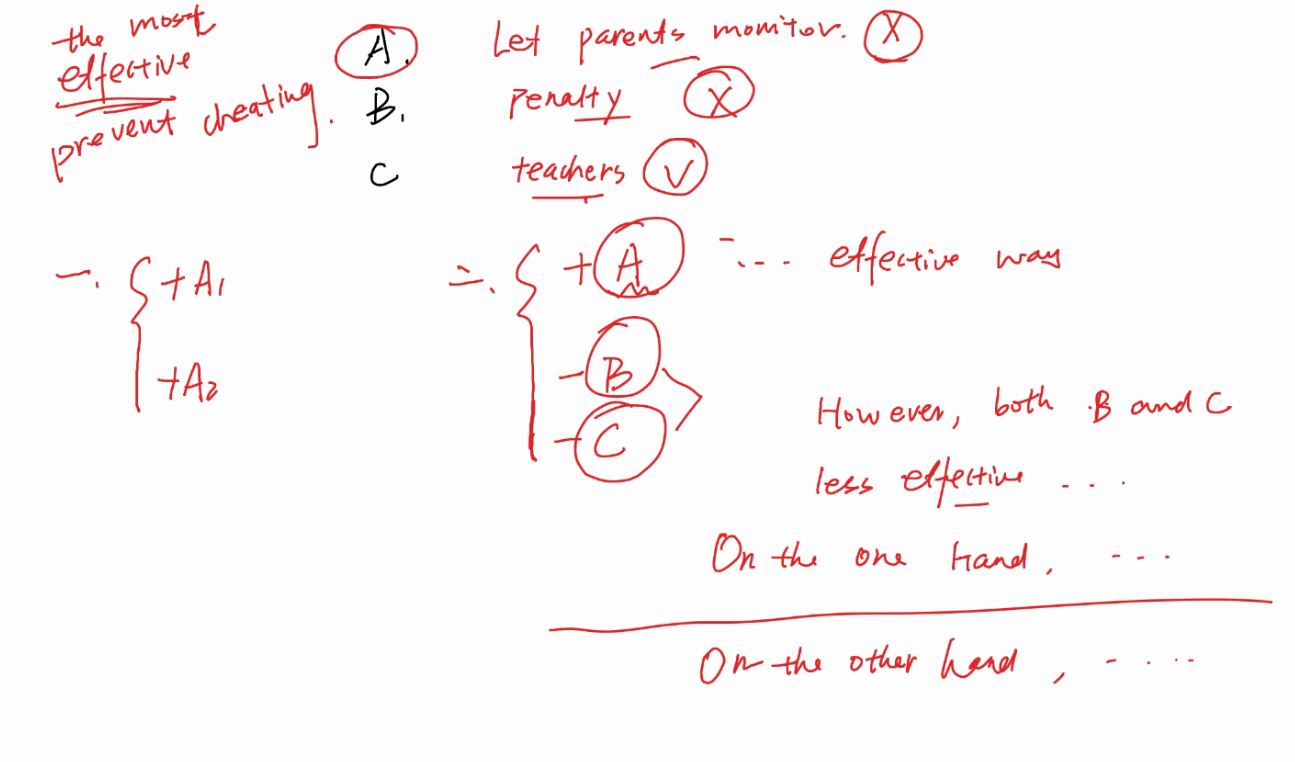 the most
effective
prevent cheating.
A. Let parents monitor. X
B. Penalty X
C teachers V
一. { +A1
+A2
二. { +A =... effective way
-B
-C
However, both B and C
less effective ....
On the one hand, ...
On the other hand, ....